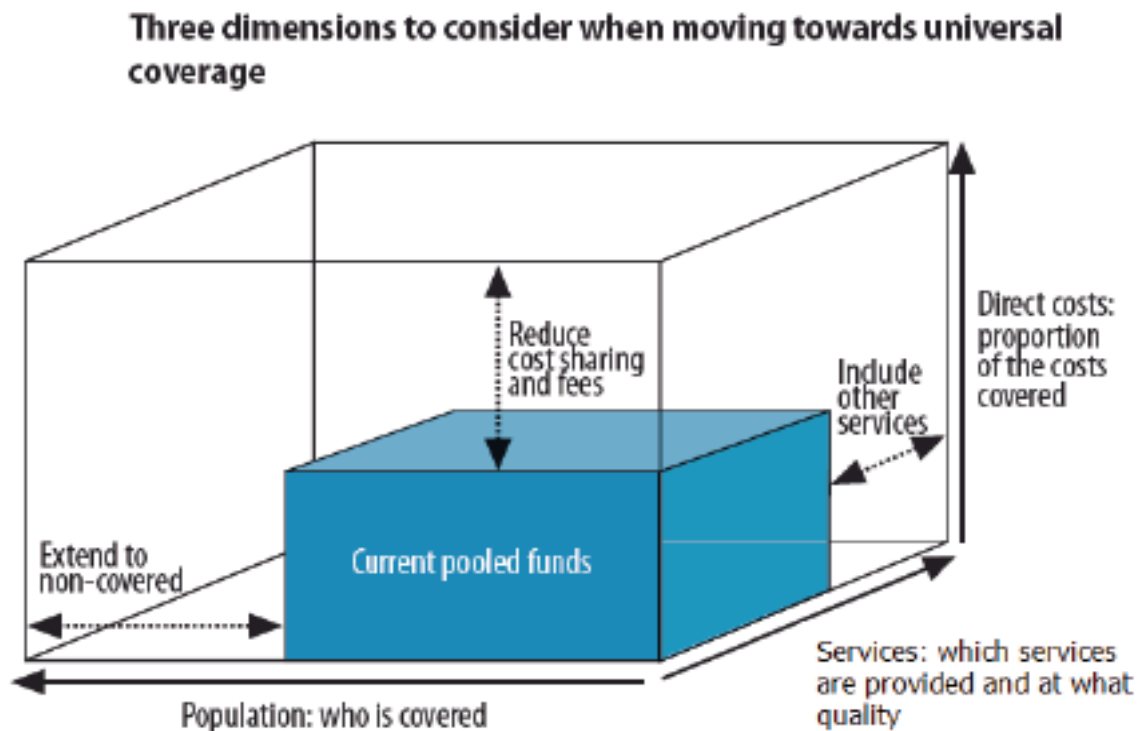 Three dimensions to consider when moving towards universal
coverage
Reduce
cost sharing
and fees
Direct costs:
proportion
of the costs
covered
Include
other
services
Extend to
non-covered
Current pooled funds
Services: which services
are provided and at what
quality
Population: who is covered